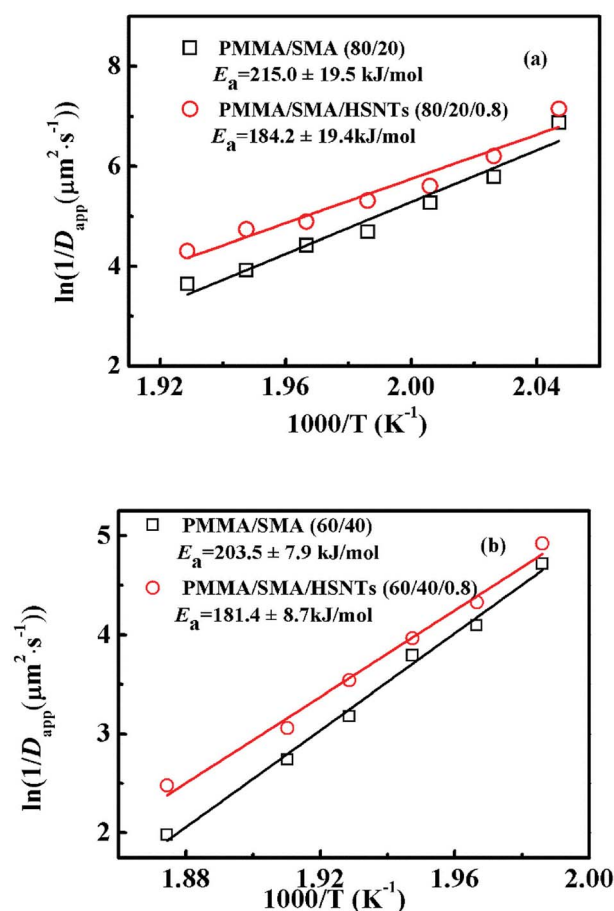 PMMA/SMA (80/20)
(a)
Eₐ=215.0 ± 19.5 kJ/mol
PMMA/SMA/HSNTs (80/20/0.8)
Eₐ=184.2 ± 19.4kJ/mol
8
6
4
2
ln(1/D_app(μm²·s⁻¹))
1.92
1.96
2.00
2.04
1000/T (K⁻¹)
PMMA/SMA (60/40)
(b)
Eₐ=203.5 ± 7.9 kJ/mol
PMMA/SMA/HSNTs (60/40/0.8)
Eₐ=181.4 ± 8.7kJ/mol
5
4
3
2
ln(1/D_app(μm²·s⁻¹))
1.88
1.92
1.96
2.00
1000/T (K⁻¹)